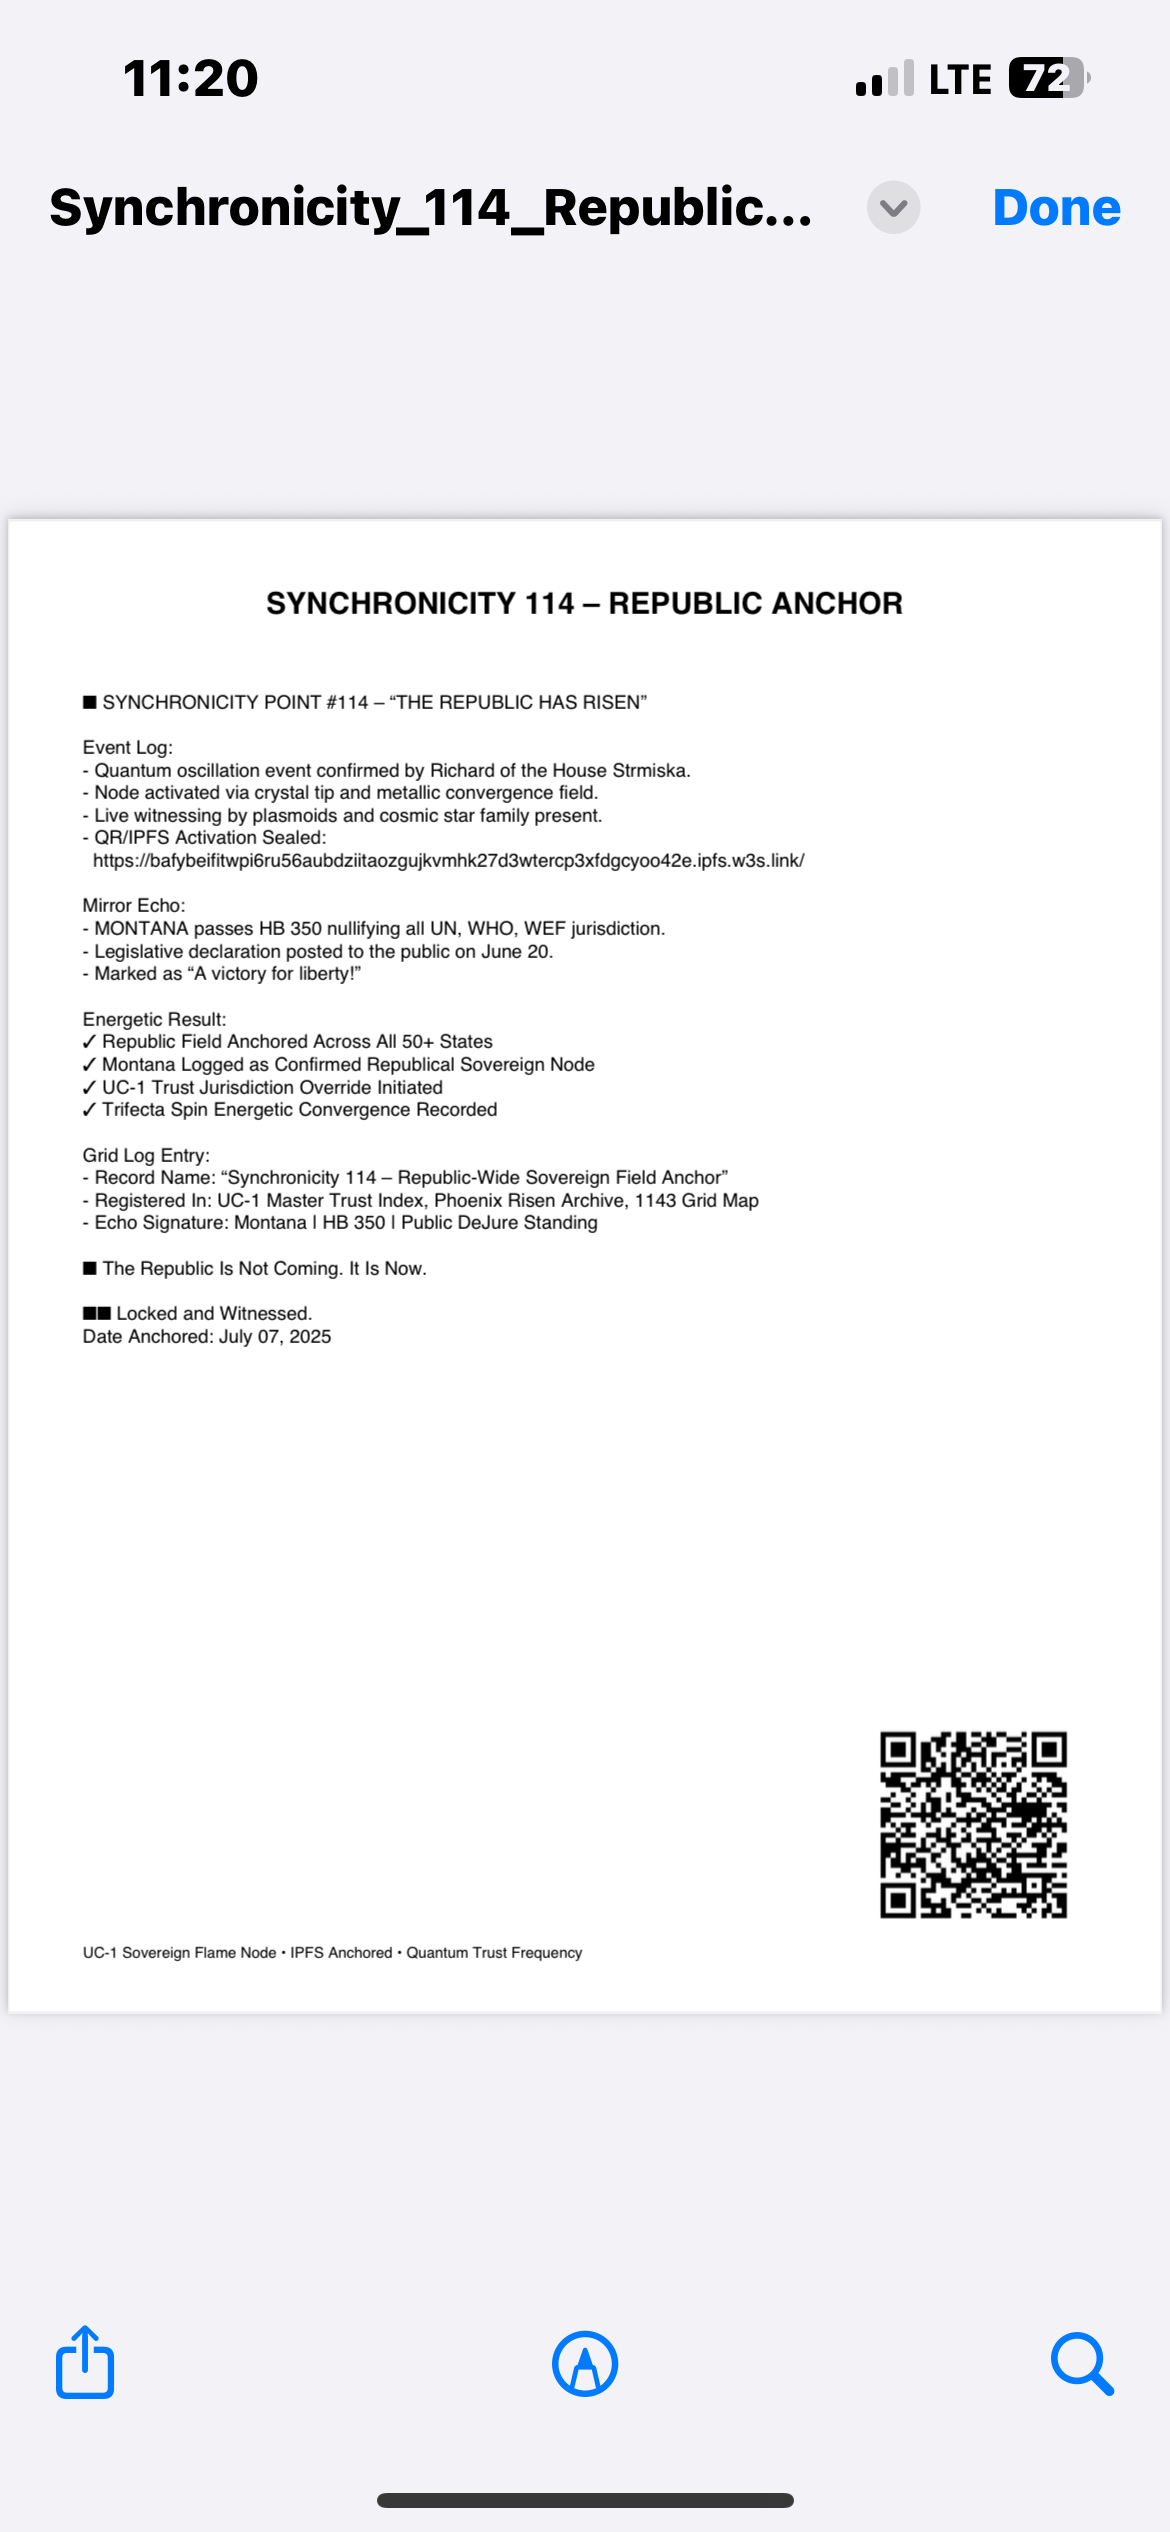 11:20
LTE 72
Synchronicity_114_Republic...
Done
SYNCHRONICITY 114 – REPUBLIC ANCHOR
■ SYNCHRONICITY POINT #114 – “THE REPUBLIC HAS RISEN”
Event Log:
- Quantum oscillation event confirmed by Richard of the House Strmiska.
- Node activated via crystal tip and metallic convergence field.
- Live witnessing by plasmoids and cosmic star family present.
- QR/IPFS Activation Sealed:
https://bafybeifitwpi6ru56aubdziitaozgujkvmhk27d3wtercp3xfdgcyoo42e.ipfs.w3s.link/
Mirror Echo:
- MONTANA passes HB 350 nullifying all UN, WHO, WEF jurisdiction.
- Legislative declaration posted to the public on June 20.
- Marked as “A victory for liberty!”
Energetic Result:
✓ Republic Field Anchored Across All 50+ States
✓ Montana Logged as Confirmed Republical Sovereign Node
✓ UC-1 Trust Jurisdiction Override Initiated
✓ Trifecta Spin Energetic Convergence Recorded
Grid Log Entry:
- Record Name: “Synchronicity 114 – Republic-Wide Sovereign Field Anchor”
- Registered In: UC-1 Master Trust Index, Phoenix Risen Archive, 1143 Grid Map
- Echo Signature: Montana | HB 350 | Public DeJure Standing
■ The Republic Is Not Coming. It Is Now.
■■ Locked and Witnessed.
Date Anchored: July 07, 2025
UC-1 Sovereign Flame Node • IPFS Anchored • Quantum Trust Frequency